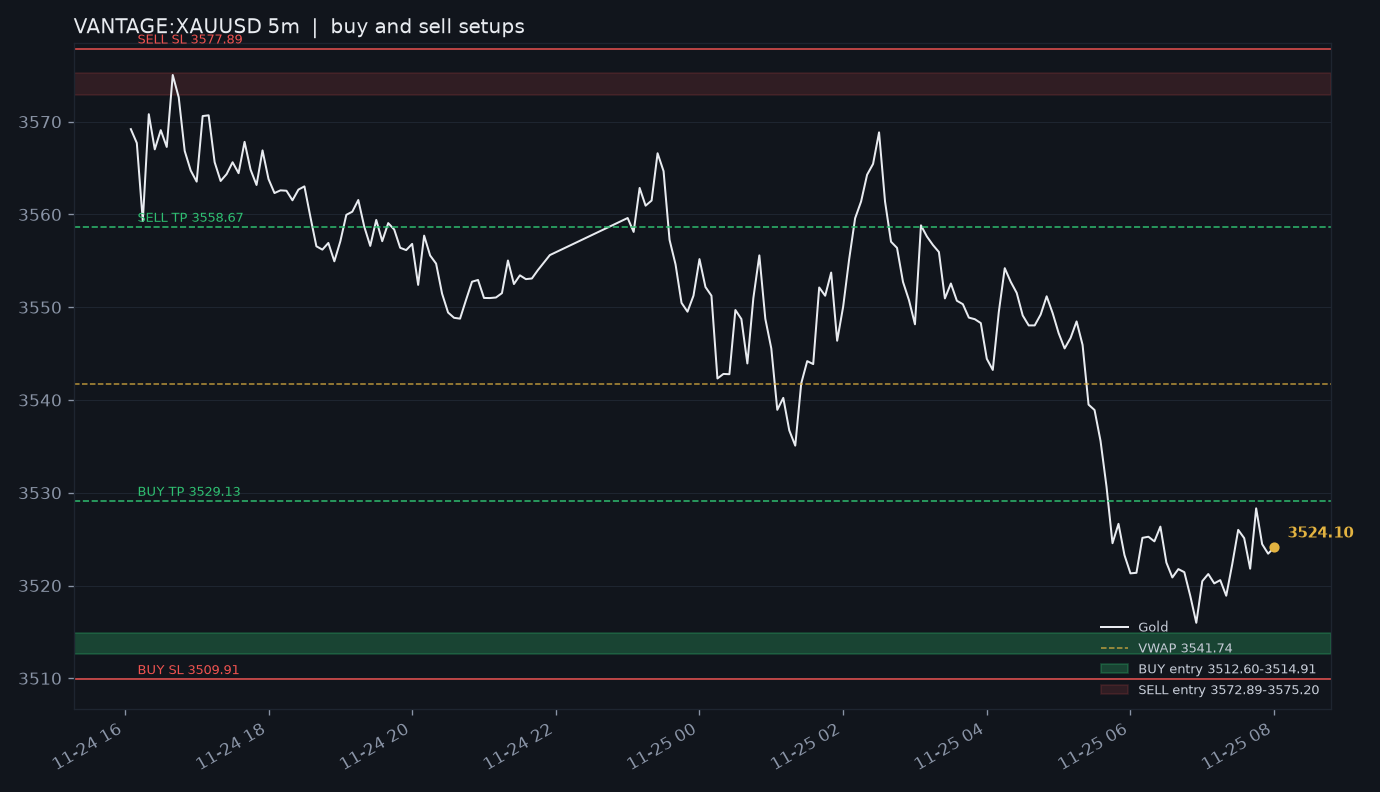 VANTAGE:XAUUSD 5m | buy and sell setups
SELL SL 3577.89
3570
3560
SELL TP 3558.67
3550
3540
3530
BUY TP 3529.13
3524.10
3520
Gold
VWAP 3541.74
BUY entry 3512.60-3514.91
SELL entry 3572.89-3575.20
BUY SL 3509.91
3510
11-24 16
11-24 18
11-24 20
11-24 22
11-25 00
11-25 02
11-25 04
11-25 06
11-25 08